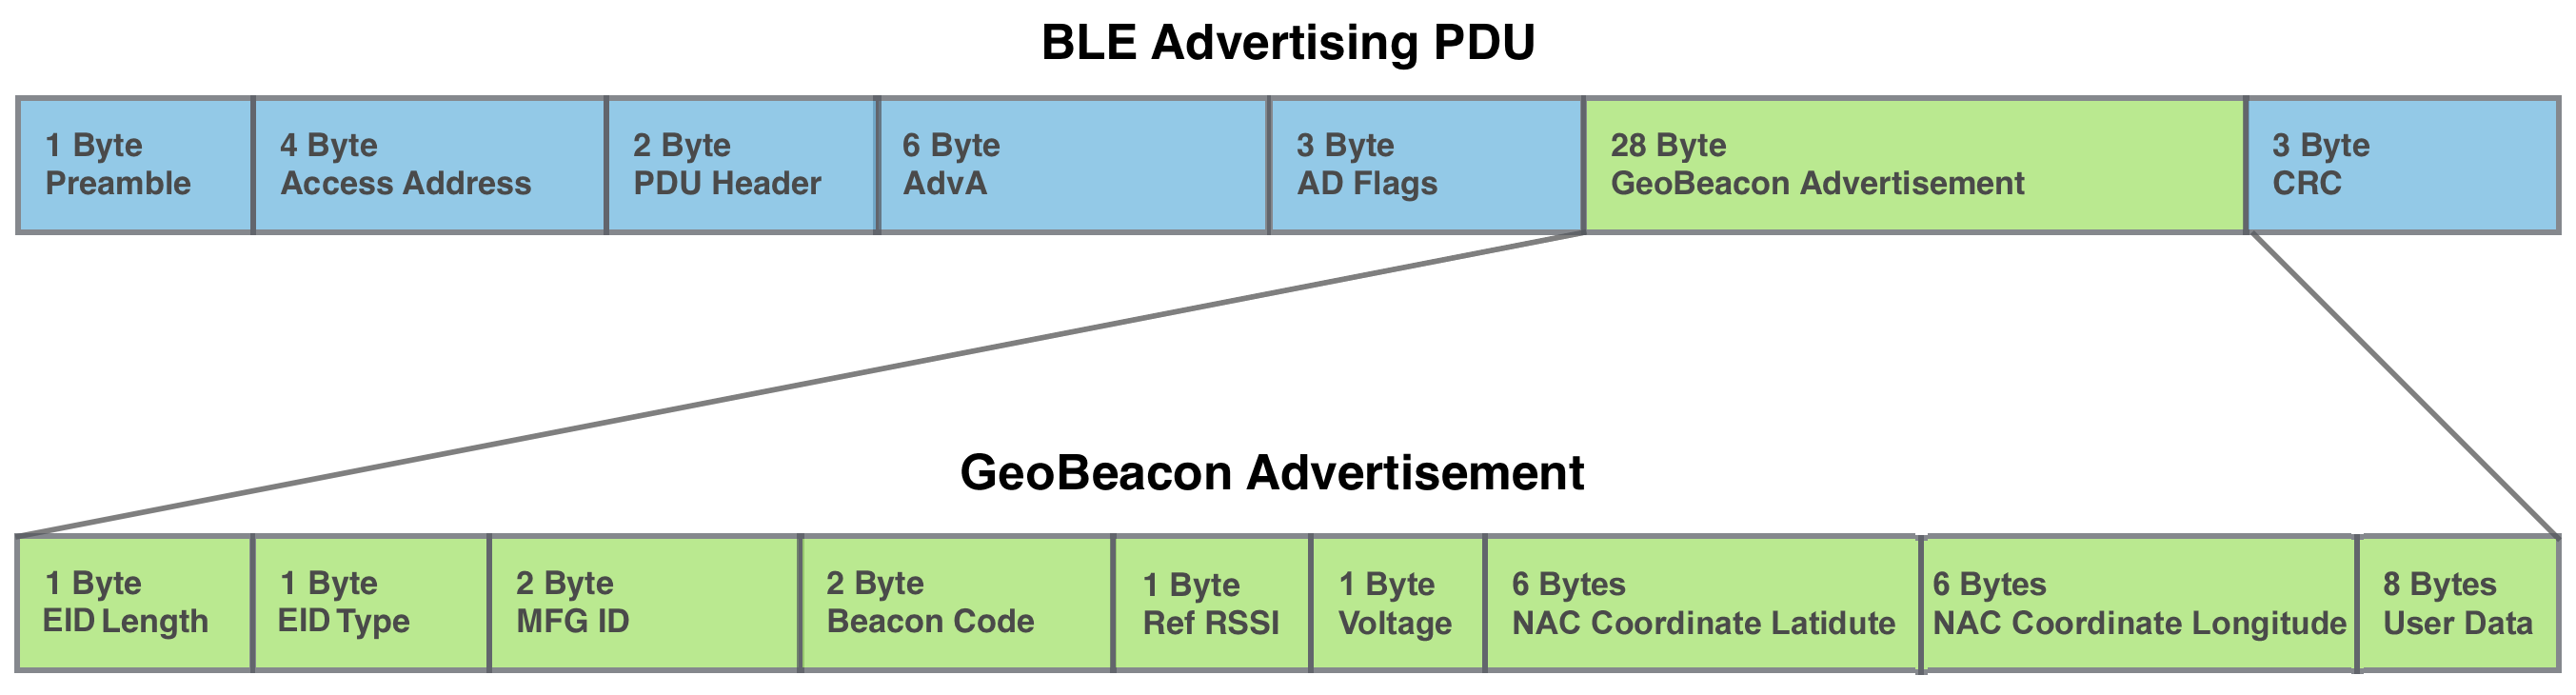 BLE Advertising PDU
1 Byte
Preamble
4 Byte
Access Address
2 Byte
PDU Header
6 Byte
AdvA
3 Byte
AD Flags
28 Byte
GeoBeacon Advertisement
3 Byte
CRC
GeoBeacon Advertisement
1 Byte
EID Length
1 Byte
EID Type
2 Byte
MFG ID
2 Byte
Beacon Code
1 Byte
Ref RSSI
1 Byte
Voltage
6 Bytes
NAC Coordinate Latidute
6 Bytes
NAC Coordinate Longitude
8 Bytes
User Data